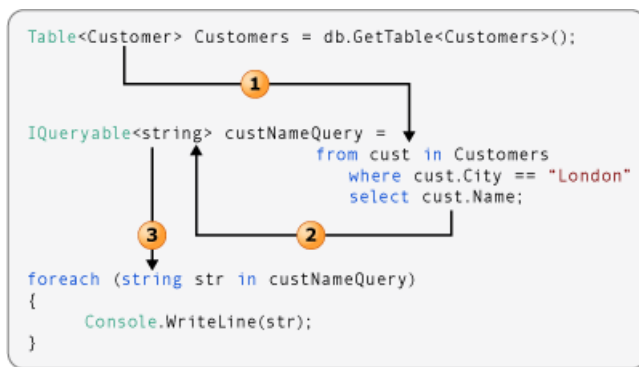 Table<Customer> Customers = db.GetTable<Customers>();
1
IQueryable<string> custNameQuery =
from cust in Customers
where cust.City == “London”
select cust.Name;
3
2
foreach (string str in custNameQuery)
{
Console.WriteLine(str);
}